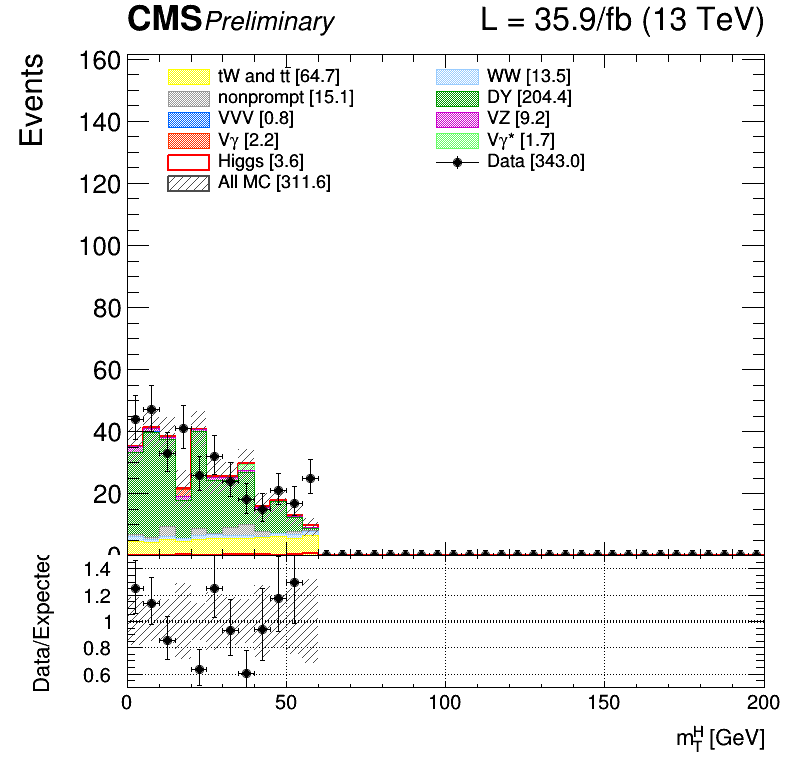 CMS Preliminary L = 35.9/fb (13 TeV)
Events
160
140
120
100
80
60
40
20
0
tW and tt̄ [64.7]
nonprompt [15.1]
VVV [0.8]
Vγ [2.2]
Higgs [3.6]
All MC [311.6]
WW [13.5]
DY [204.4]
VZ [9.2]
Vγ* [1.7]
Data [343.0]
Data/Expected
1.4
1.2
1
0.8
0.6
0 50 100 150 200
m_T^H [GeV]